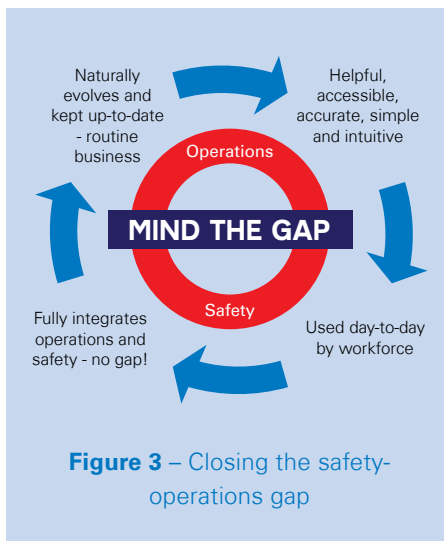 Naturally
evolves and
kept up-to-date
- routine
business
Helpful,
accessible,
accurate, simple
and intuitive
Operations
MIND THE GAP
Safety
Fully integrates
operations and
safety - no gap!
Used day-to-day
by workforce
Figure 3 – Closing the safety-
operations gap